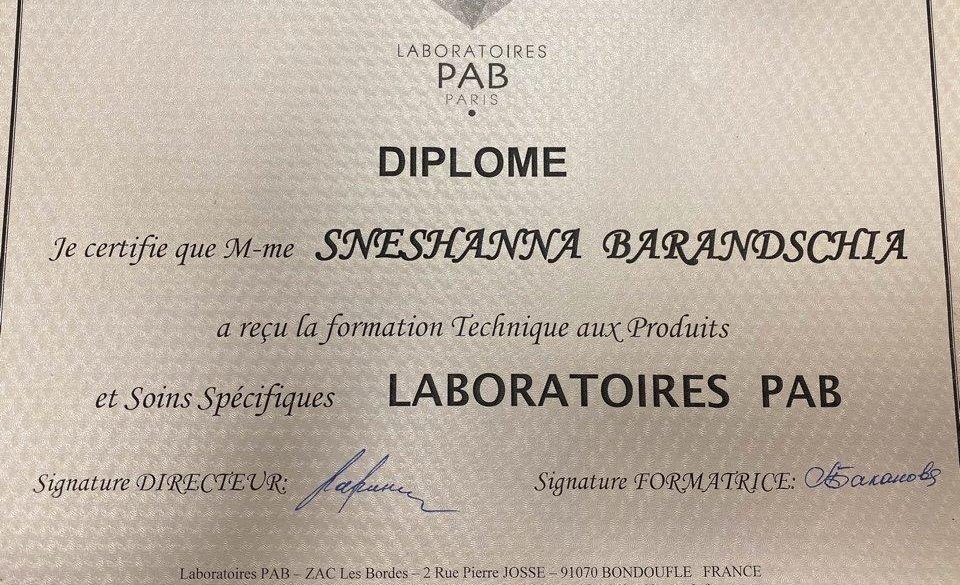 LABORATOIRES
PAB
PARIS
DIPLOME
Je certifie que M-me SNESHANNA BARANDSCHIA
a reçu la formation Technique aux Produits
et Soins Spécifiques LABORATOIRES PAB
Signature DIRECTEUR: Signature FORMATRICE:
Laboratoires PAB – ZAC Les Bordes – 2 Rue Pierre JOSSE – 91070 BONDOUFLE FRANCE